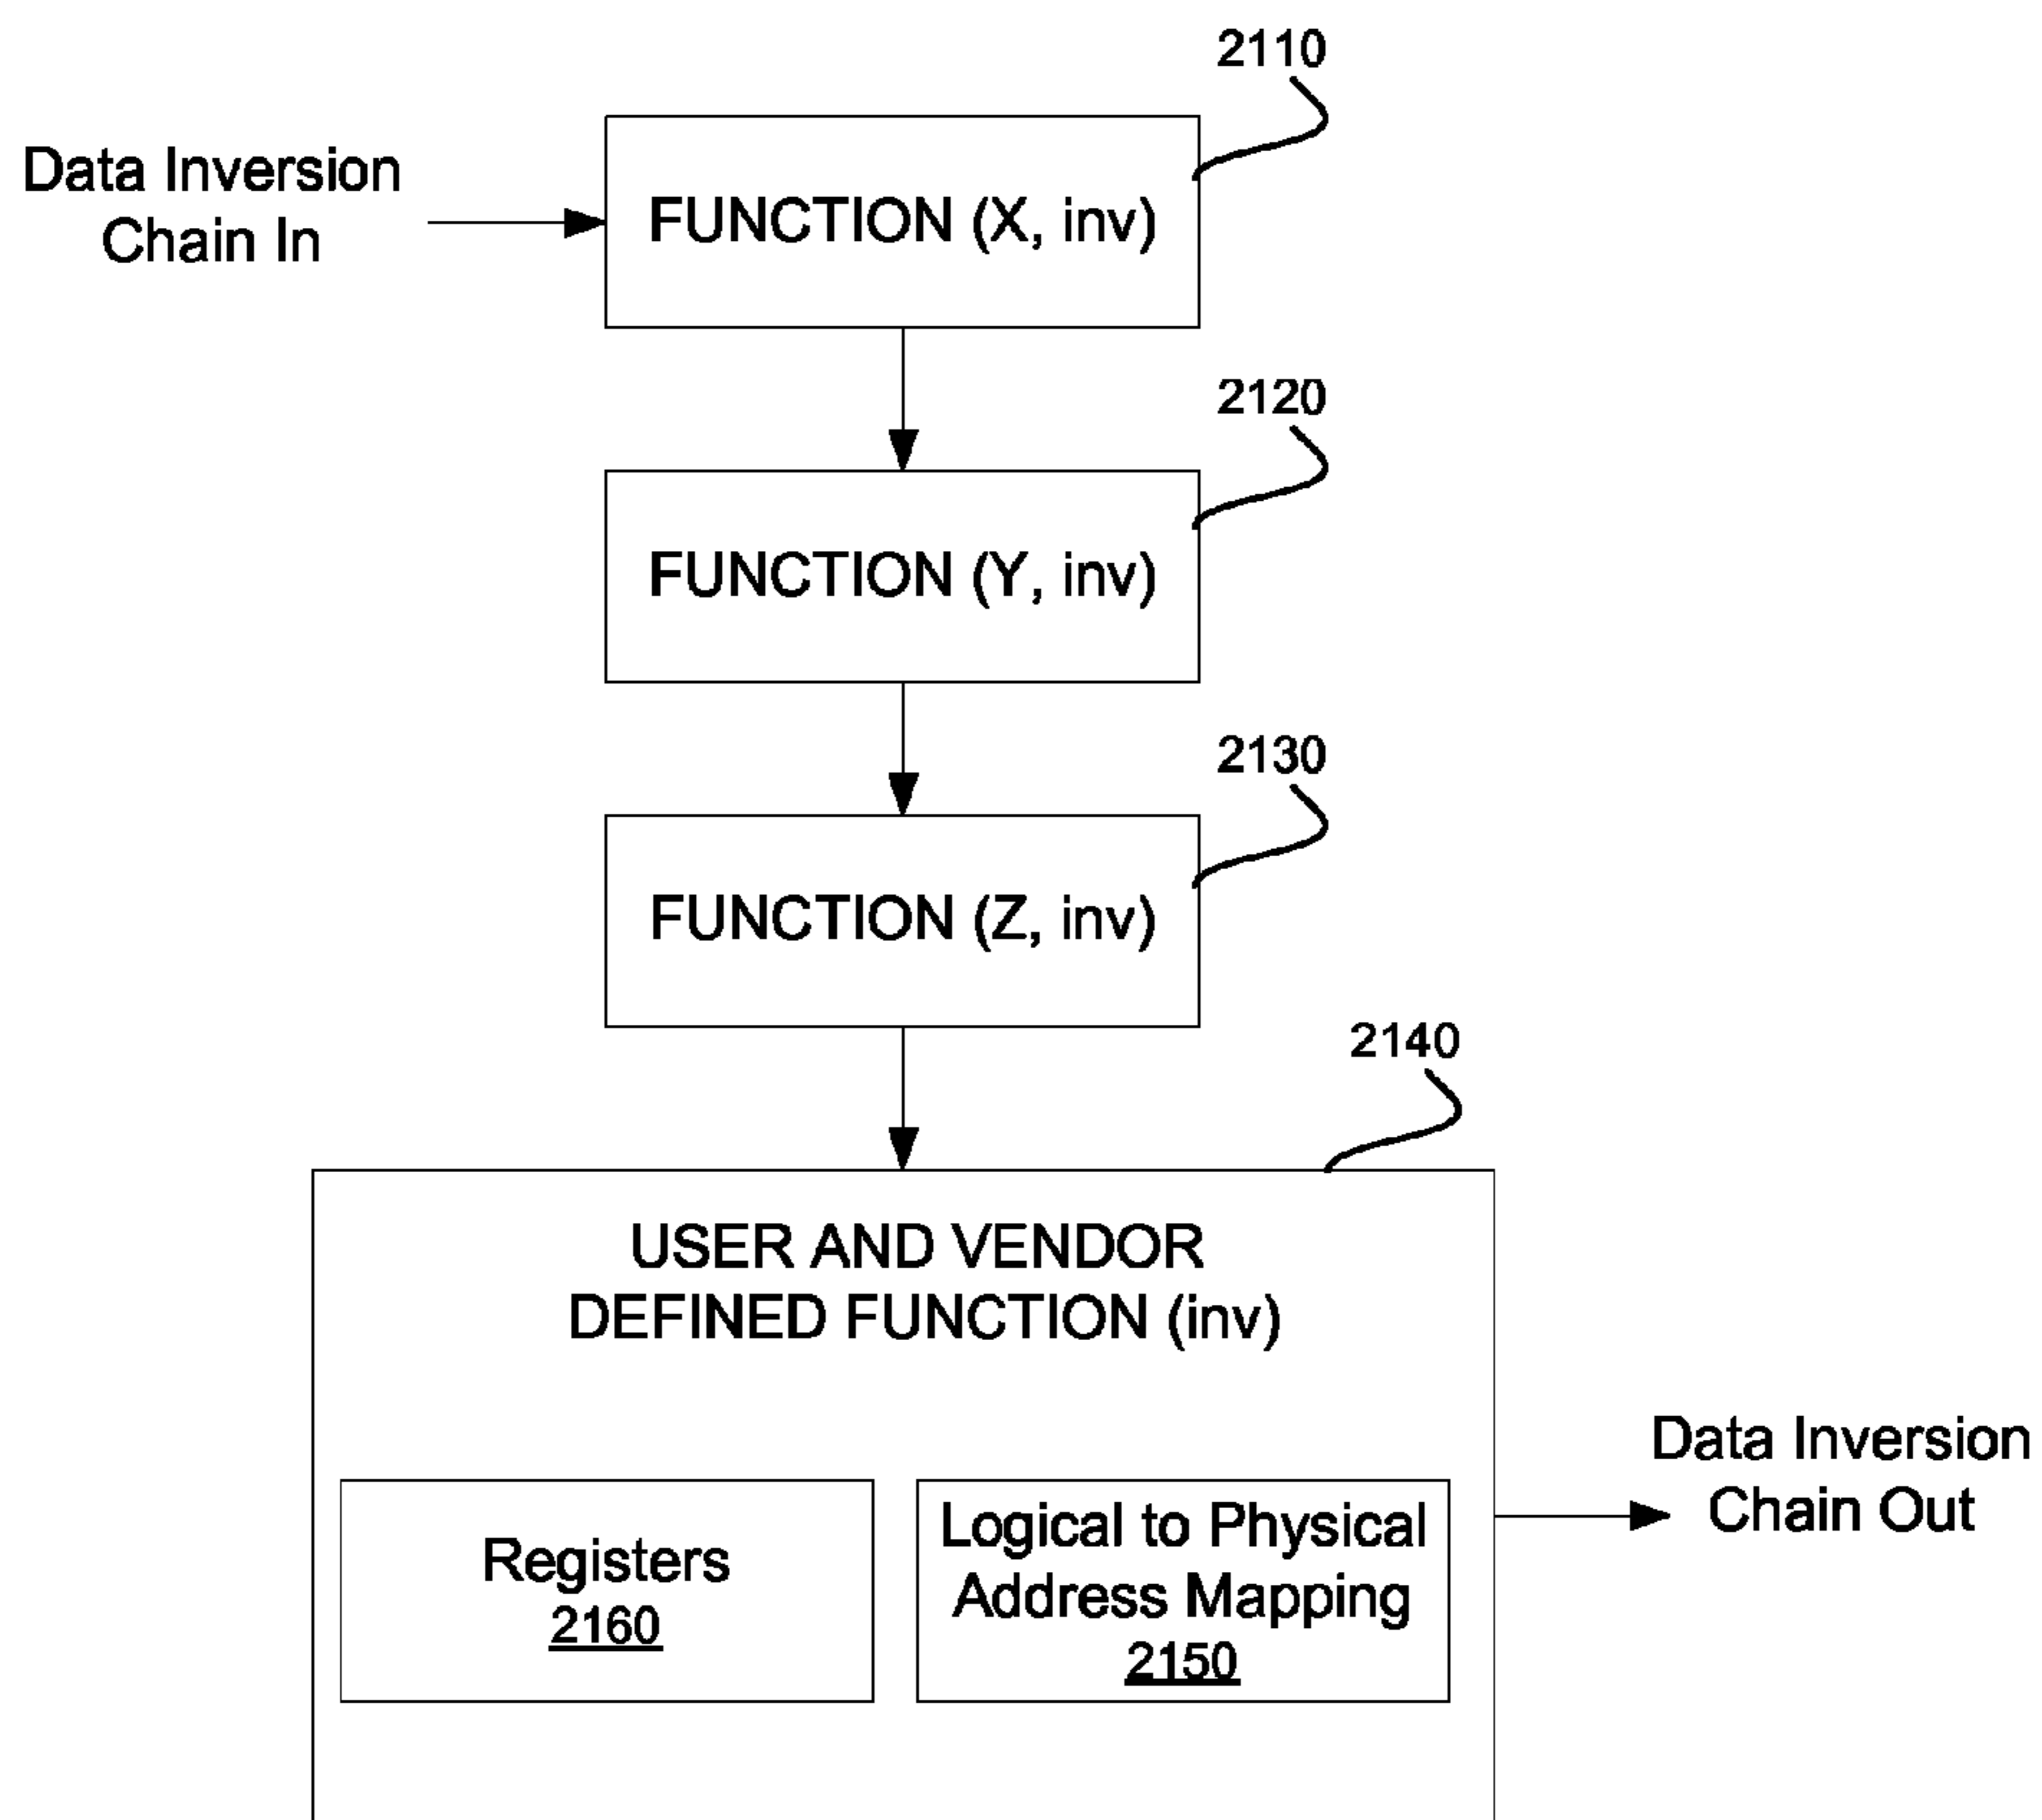 2110
Data Inversion
Chain In
FUNCTION (X, inv)
2120
FUNCTION (Y, inv)
2130
FUNCTION (Z, inv)
2140
USER AND VENDOR
DEFINED FUNCTION (inv)
Registers
2160
Logical to Physical
Address Mapping
2150
Data Inversion
Chain Out